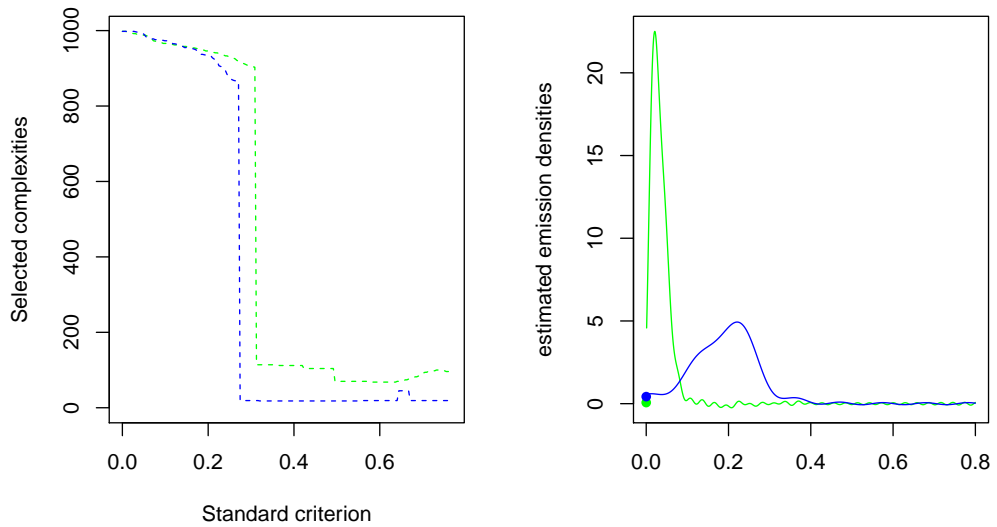 Selected complexities
1000
800
600
400
200
0
0.0 0.2 0.4 0.6
Standard criterion
estimated emission densities
20
15
10
5
0
0.0 0.2 0.4 0.6 0.8